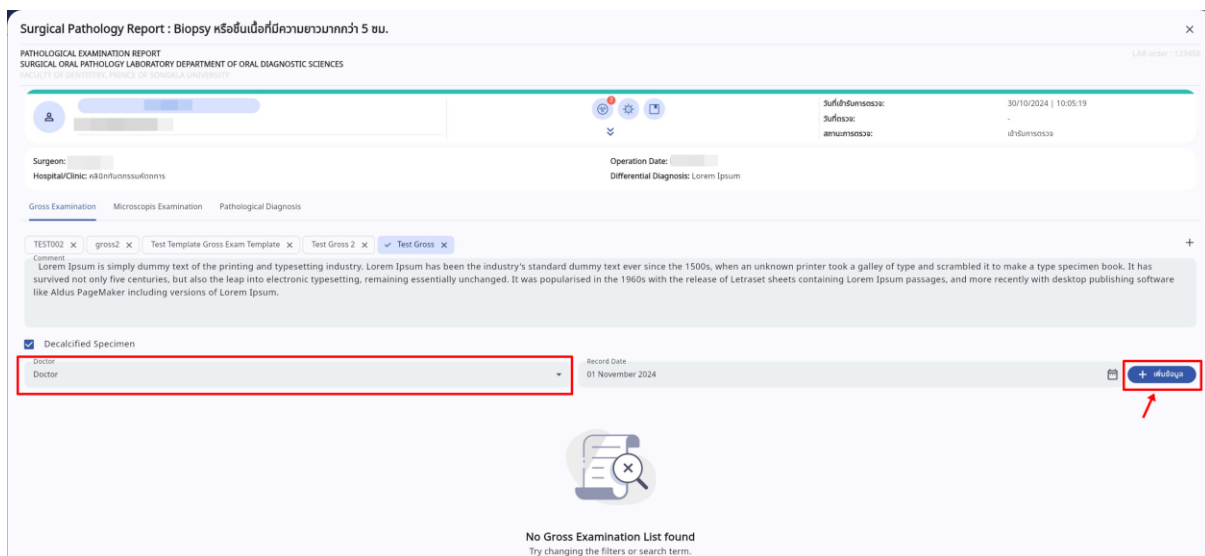 Surgical Pathology Report : Biopsy หรือชิ้นเนื้อที่มีความยาวมากกว่า 5 ซม.
PATHOLOGICAL EXAMINATION REPORT
LAB order : 123456
SURGICAL ORAL PATHOLOGY LABORATORY DEPARTMENT OF ORAL DIAGNOSTIC SCIENCES
FACULTY OF DENTISTRY, PRINCE OF SONGKLA UNIVERSITY
2
วันที่เข้ารับการตรวจ: 30/10/2024 | 10:05:19
วันที่ตรวจ: -
สถานะการตรวจ: เข้ารับการตรวจ
Surgeon: Operation Date:
Hospital/Clinic: คลินิกทันตกรรมหัตถการ Differential Diagnosis: Lorem Ipsum
Gross Examination Microscopis Examination Pathological Diagnosis
TEST002 gross2 Test Template Gross Exam Template Test Gross 2 Test Gross
Comment
Lorem Ipsum is simply dummy text of the printing and typesetting industry. Lorem Ipsum has been the industry's standard dummy text ever since the 1500s, when an unknown printer took a galley of type and scrambled it to make a type specimen book. It has
survived not only five centuries, but also the leap into electronic typesetting, remaining essentially unchanged. It was popularised in the 1960s with the release of Letraset sheets containing Lorem Ipsum passages, and more recently with desktop publishing software
like Aldus PageMaker including versions of Lorem Ipsum.
Decalcified Specimen
Doctor Record Date
Doctor 01 November 2024 + เพิ่มข้อมูล
No Gross Examination List found
Try changing the filters or search term.